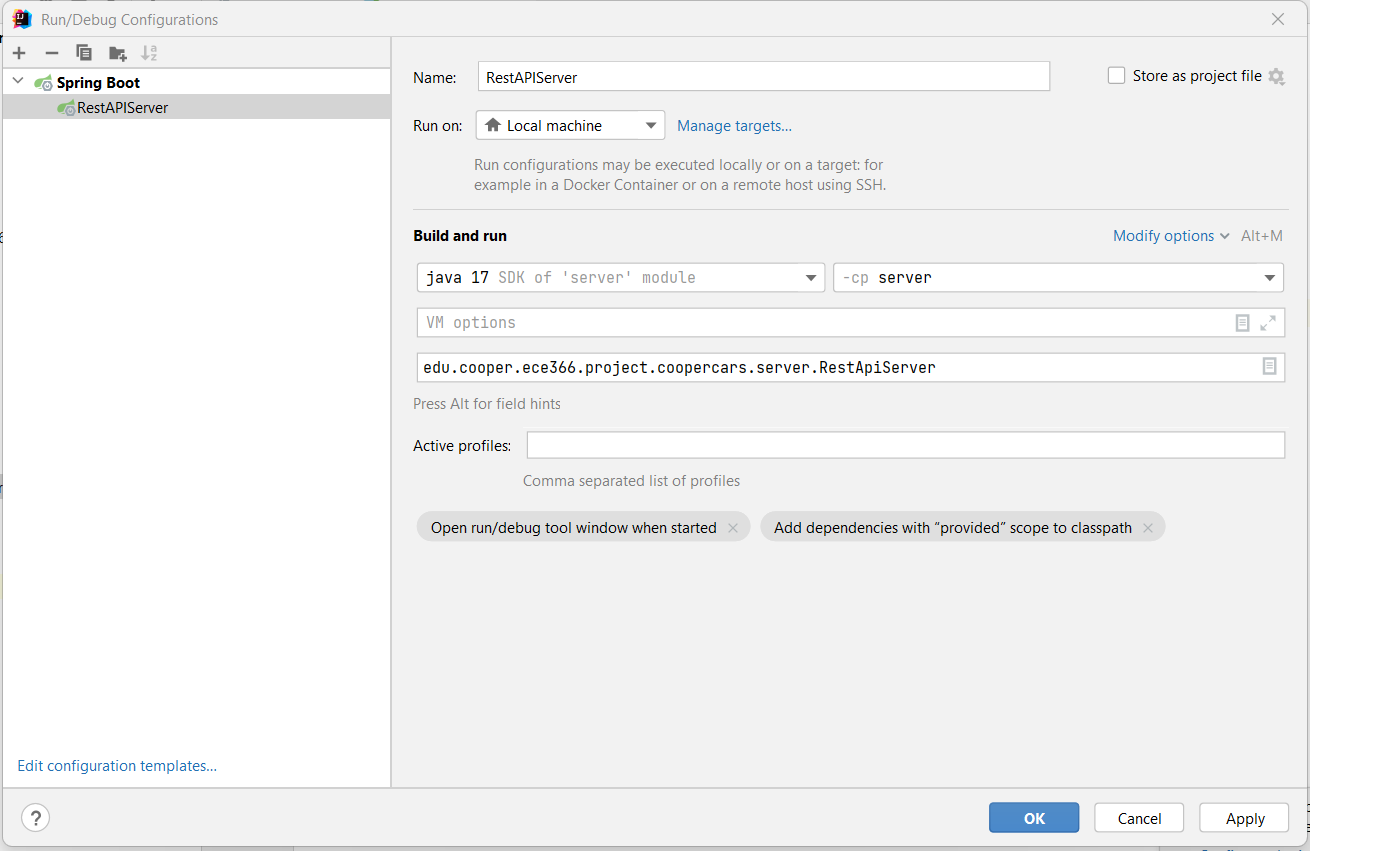 Run/Debug Configurations
Spring Boot
RestAPIServer
Edit configuration templates...
Name: RestAPIServer
Store as project file
Run on: Local machine Manage targets...
Run configurations may be executed locally or on a target: for
example in a Docker Container or on a remote host using SSH.
Build and run Modify options Alt+M
java 17 SDK of 'server' module -cp server
VM options
edu.cooper.ece366.project.coopercars.server.RestApiServer
Press Alt for field hints
Active profiles:
Comma separated list of profiles
Open run/debug tool window when started Add dependencies with “provided” scope to classpath
? OK Cancel Apply